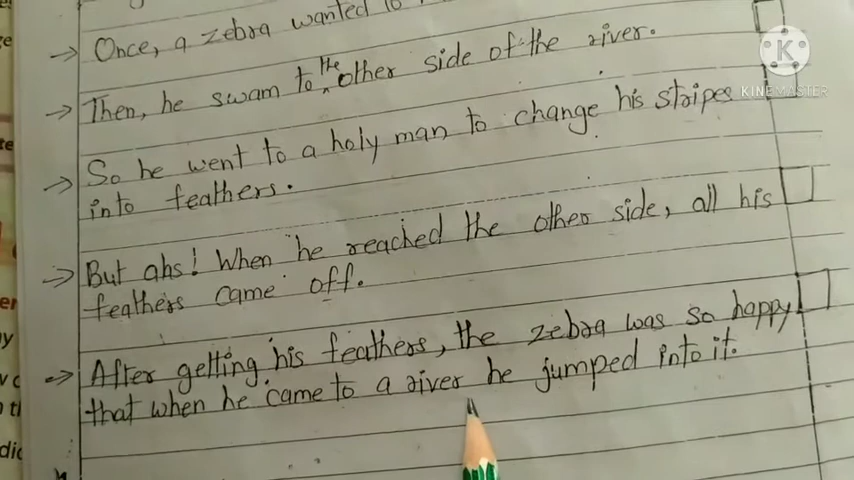 → Once, a zebra wanted to
→ Then, he swam to the other side of the river.
→ So he went to a holy man to change his stripes
into feathers.
→ But ahs! When he reached the other side, all his
feathers came off.
→ After getting his feathers, the zebra was so happy
that when he came to a river he jumped into it.
K
KINEMASTER